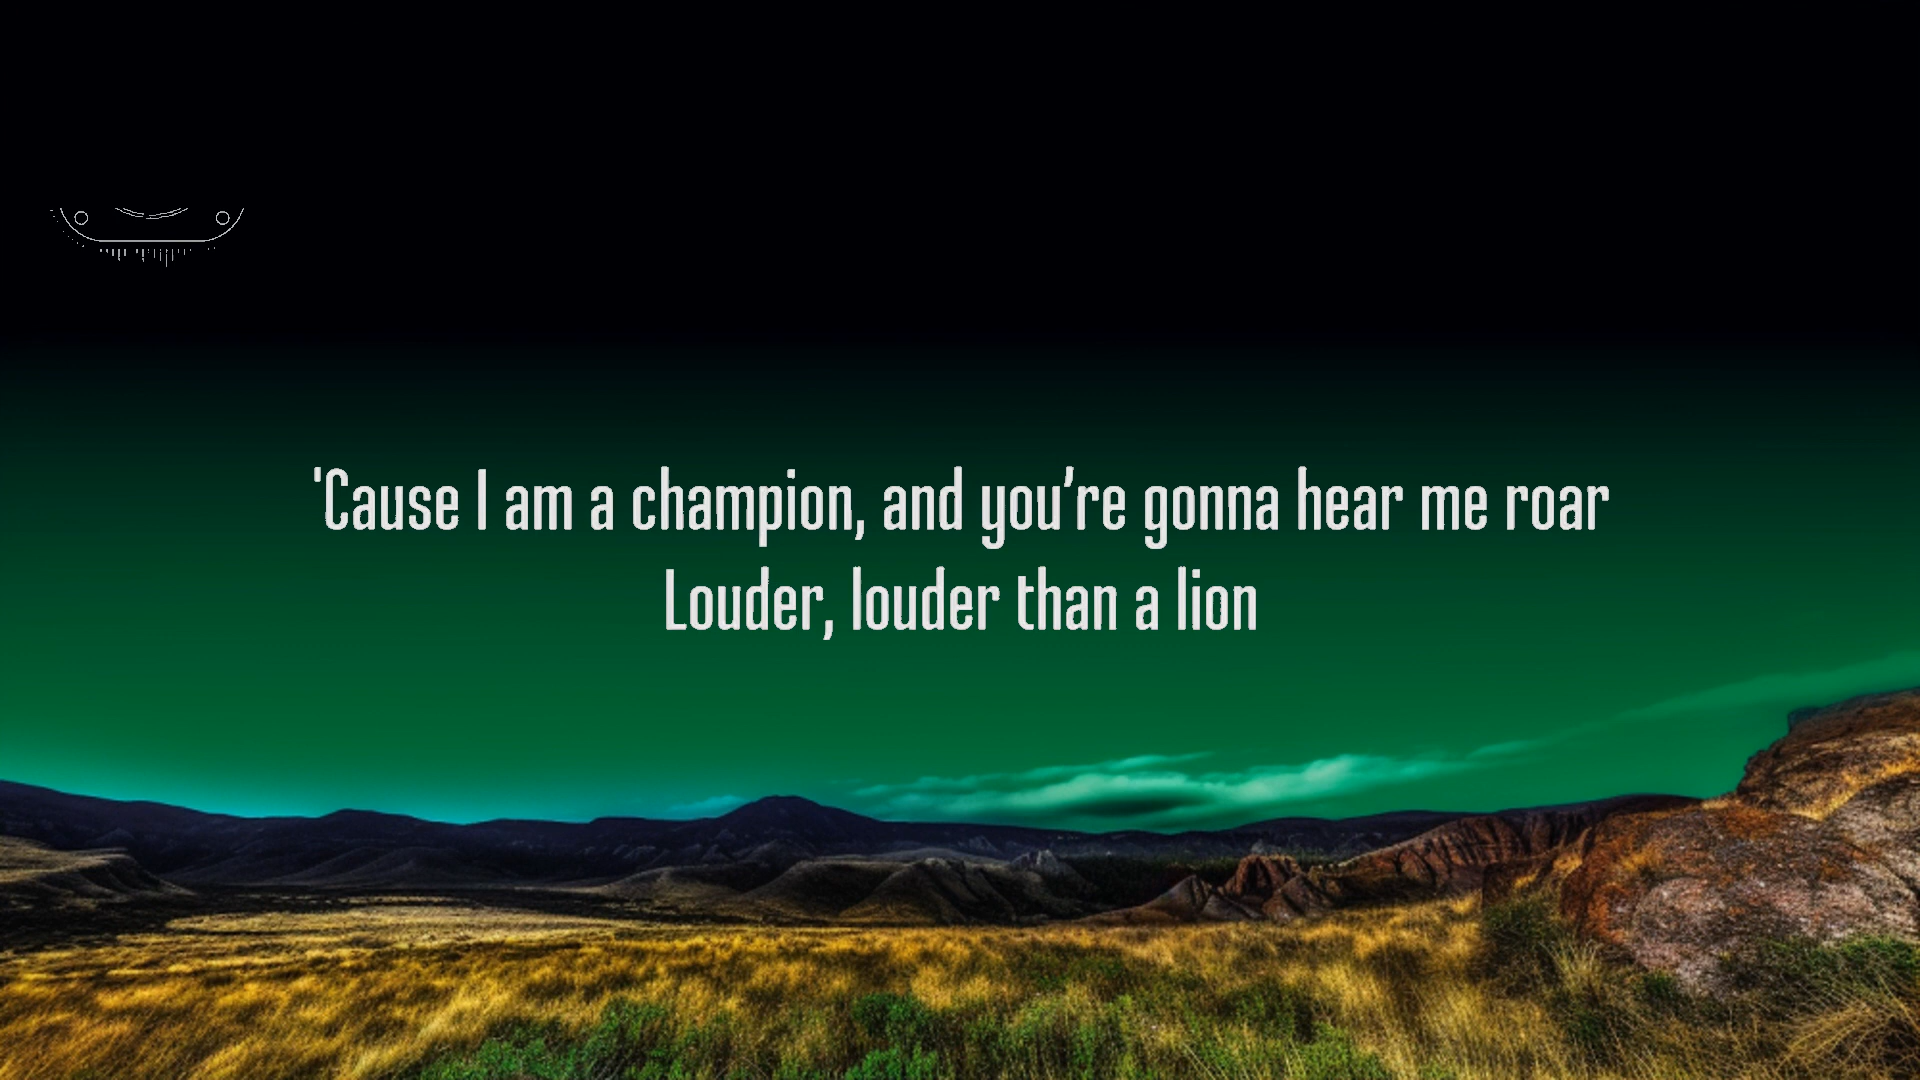 'Cause I am a champion, and you’re gonna hear me roar
Louder, louder than a lion